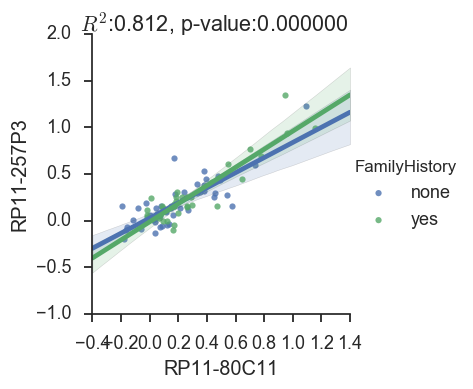 R²:0.812, p-value:0.000000
2.0
1.5
1.0
0.5
0.0
−0.5
−1.0
RP11-257P3
−0.4 −0.2 0.0 0.2 0.4 0.6 0.8 1.0 1.2 1.4
RP11-80C11
FamilyHistory
none
yes